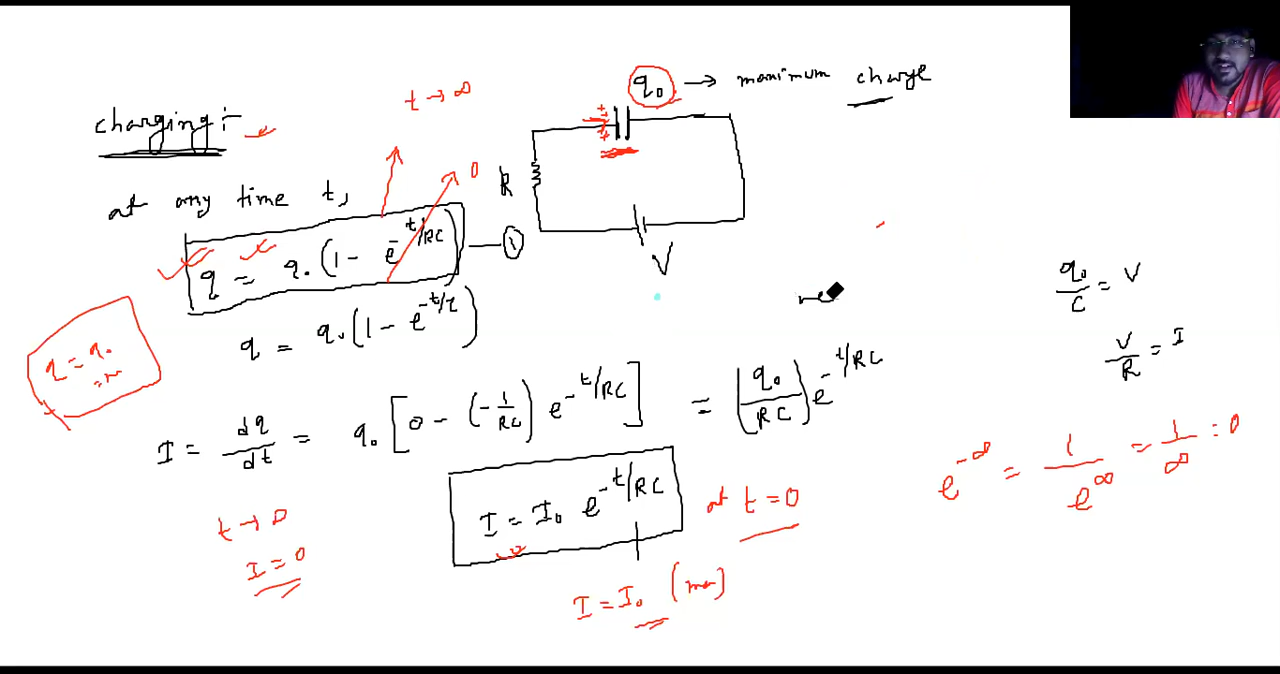 q₀ → maximum charge
charging :-
t → ∞
at any time t,
0
R
q = q₀ (1 - e^-t/RC) — ①
V
q = q₀ (1 - e^-t/τ)
q = q₀
q₀/C = V
V/R = I
I = dq/dt = q₀ [0 - (-1/RC) e^-t/RC] = (q₀/RC) e^-t/RC
I = I₀ e^-t/RC
at t = 0
e^-∞ = 1/e^∞ = 1/∞ = 0
I = 0
I = I₀ (max)